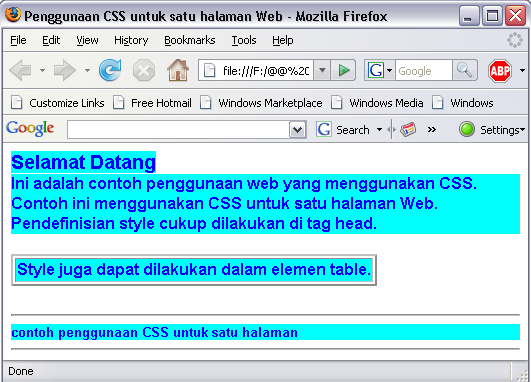 Penggunaan CSS untuk satu halaman Web - Mozilla Firefox
File Edit View History Bookmarks Tools Help
file:///F:/@@%2C G Google ABP
Customize Links Free Hotmail Windows Marketplace Windows Media Windows
Google G Search » Settings
Selamat Datang
Ini adalah contoh penggunaan web yang menggunakan CSS.
Contoh ini menggunakan CSS untuk satu halaman Web.
Pendefinisian style cukup dilakukan di tag head.
Style juga dapat dilakukan dalam elemen table.
contoh penggunaan CSS untuk satu halaman
Done